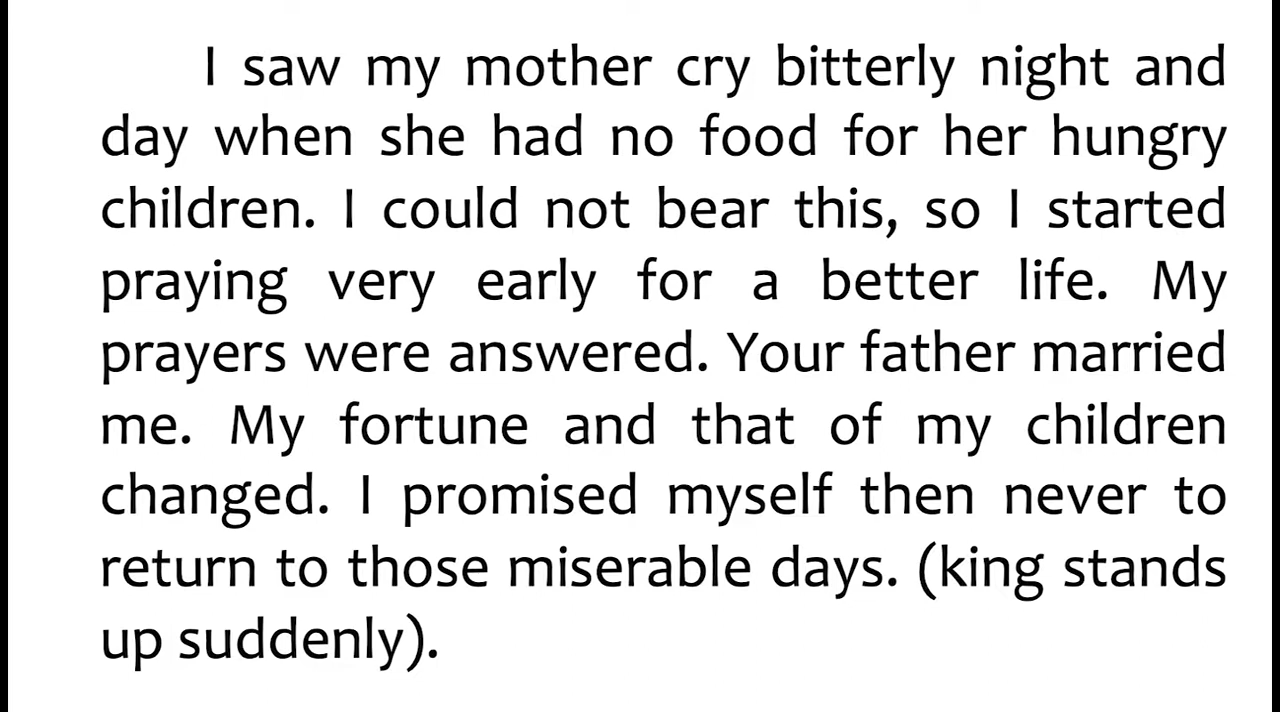 I saw my mother cry bitterly night and
day when she had no food for her hungry
children. I could not bear this, so I started
praying very early for a better life. My
prayers were answered. Your father married
me. My fortune and that of my children
changed. I promised myself then never to
return to those miserable days. (king stands
up suddenly).